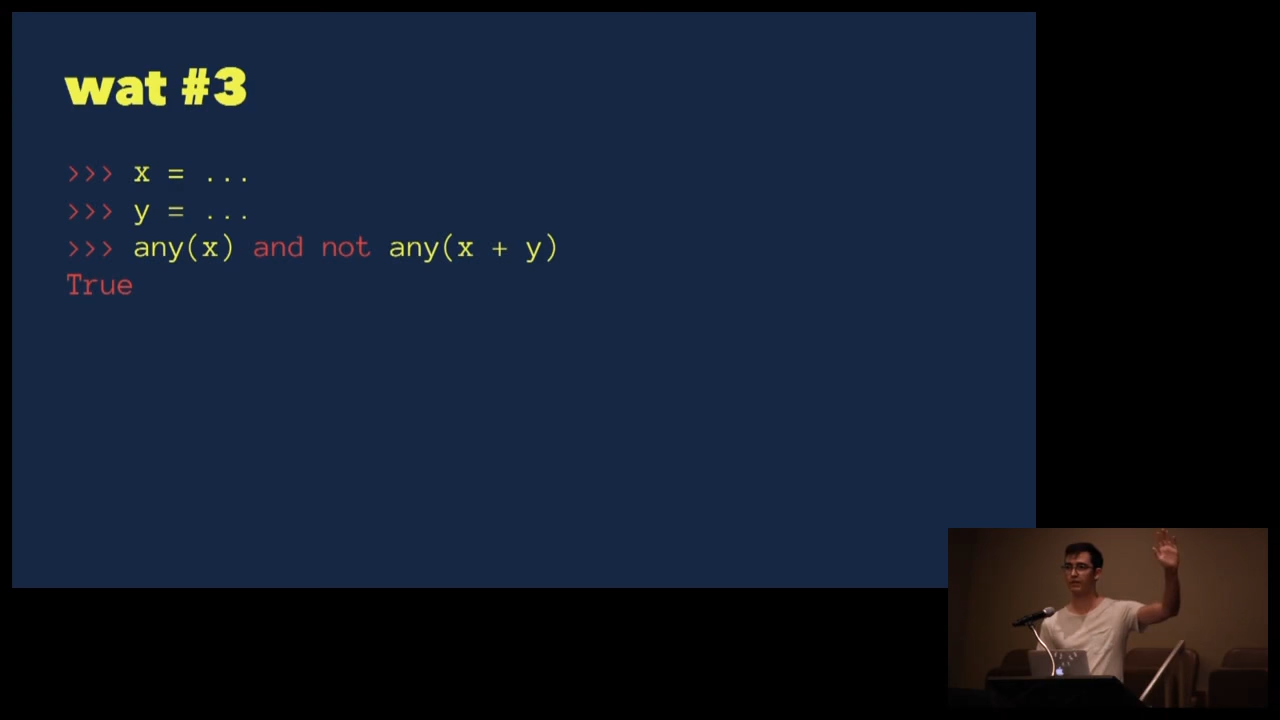 wat #3
>>> x = ...
>>> y = ...
>>> any(x) and not any(x + y)
True